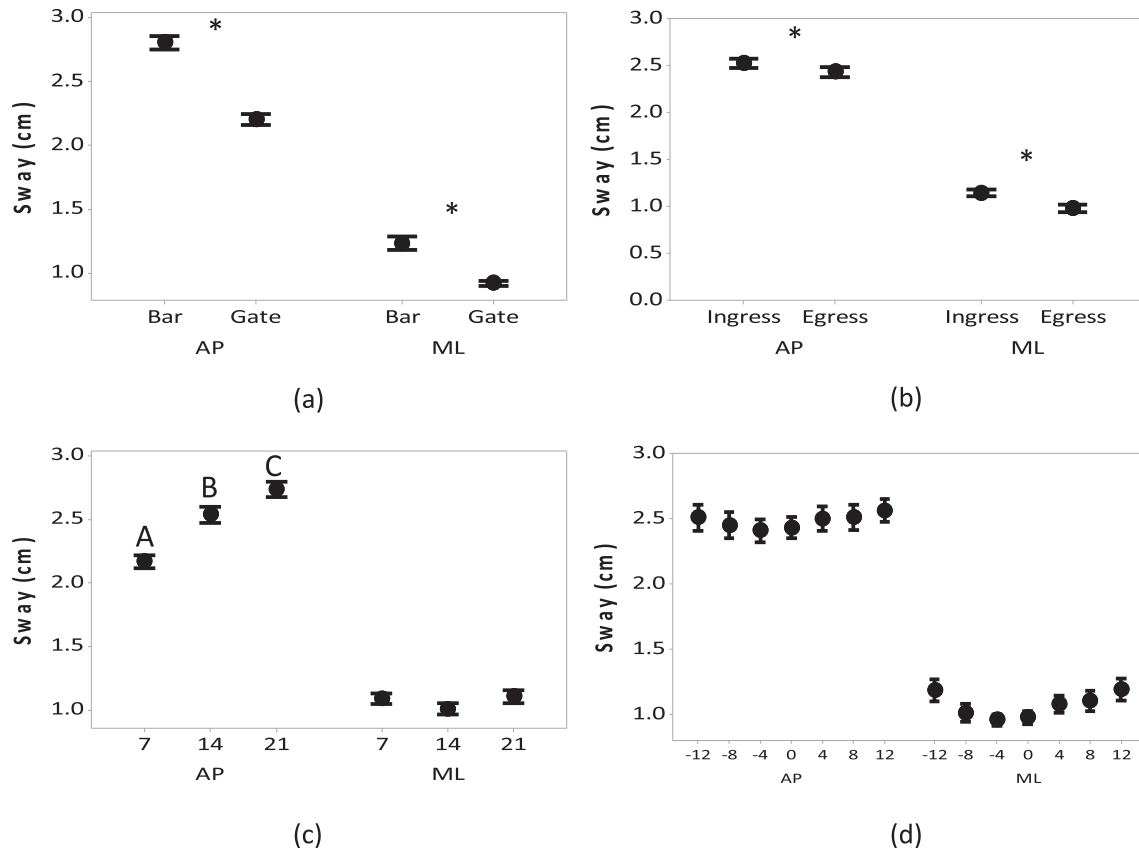 3.0
2.5
2.0
1.5
1.0
Sway (cm)
*
*
Bar Gate Bar Gate
AP ML
(a)
3.0
2.5
2.0
1.5
1.0
0.5
0.0
Sway (cm)
*
*
Ingress Egress Ingress Egress
AP ML
(b)
3.0
2.5
2.0
1.5
1.0
Sway (cm)
A B C
7 14 21 7 14 21
AP ML
(c)
3.0
2.5
2.0
1.5
1.0
Sway (cm)
-12 -8 -4 0 4 8 12 -12 -8 -4 0 4 8 12
AP ML
(d)